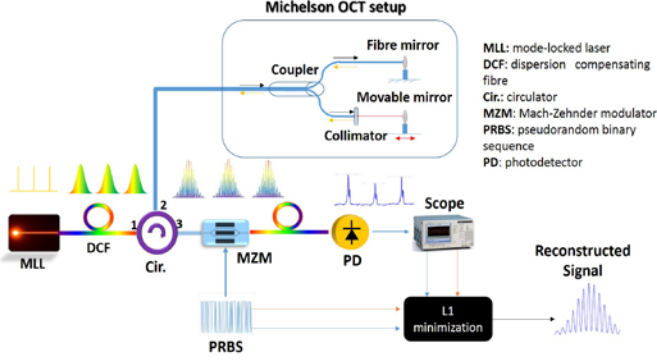 Michelson OCT setup
Fibre mirror
Coupler
Movable mirror
Collimator
MLL: mode-locked laser
DCF: dispersion compensating
fibre
Cir.: circulator
MZM: Mach-Zehnder modulator
PRBS: pseudorandom binary
sequence
PD: photodetector
2
1
3
Scope
DCF
MLL
Cir.
MZM
PD
Reconstructed
Signal
PRBS
L1
minimization